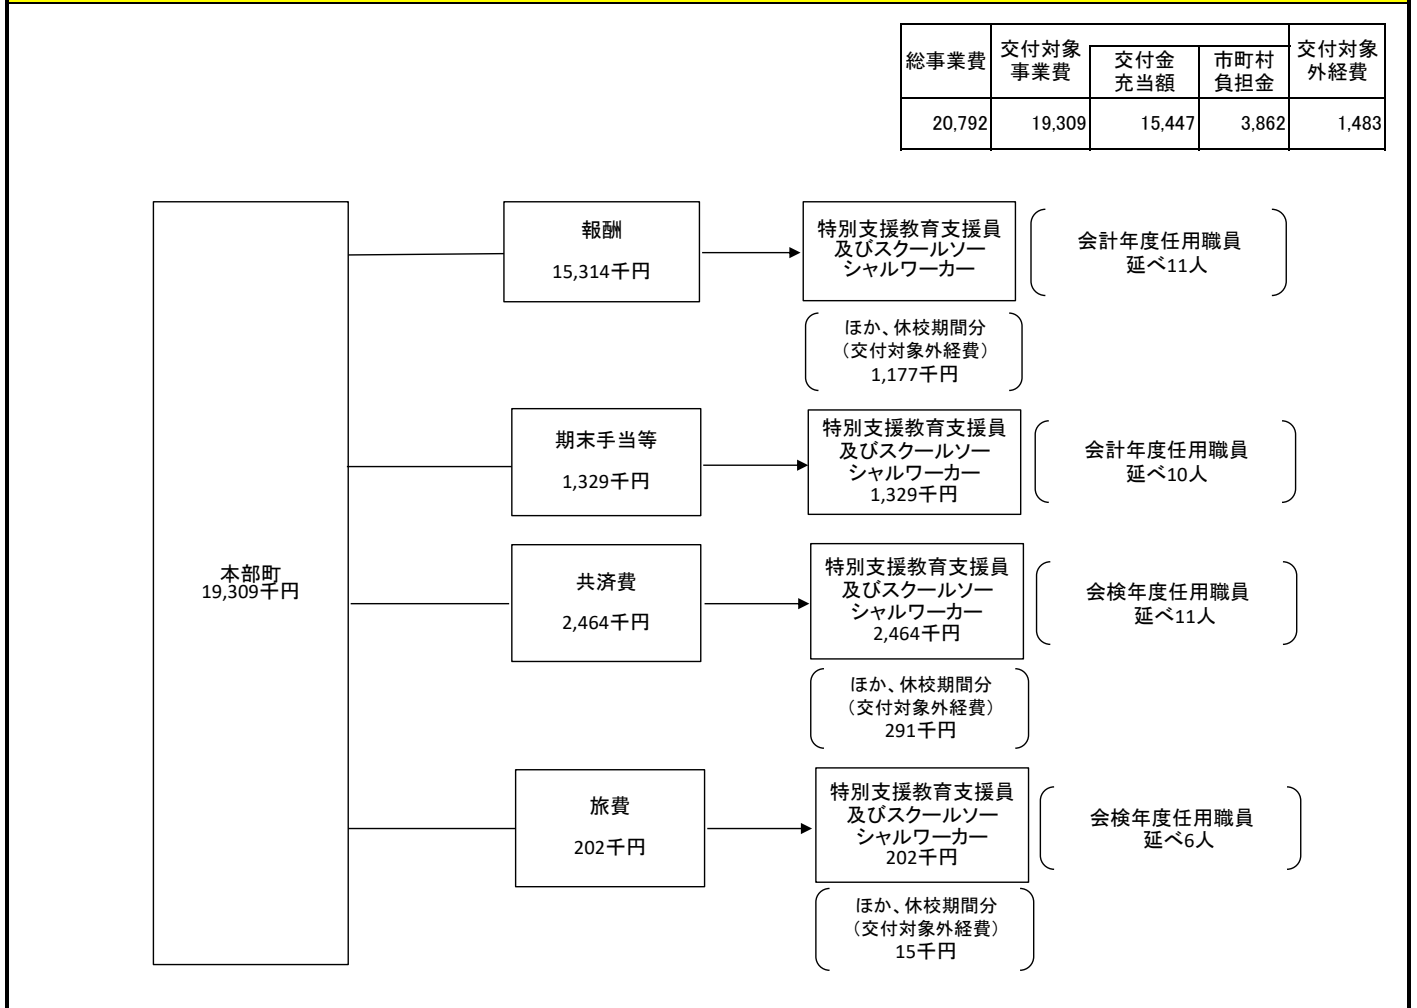 総事業費
交付対象
事業費
交付金
充当額
市町村
負担金
交付対象
外経費
20,792
19,309
15,447
3,862
1,483
本部町
19,309千円
報酬
15,314千円
特別支援教育支援員
及びスクールソー
シャルワーカー
会計年度任用職員
延べ11人
ほか、休校期間分
（交付対象外経費）
1,177千円
期末手当等
1,329千円
特別支援教育支援員
及びスクールソー
シャルワーカー
1,329千円
会計年度任用職員
延べ10人
共済費
2,464千円
特別支援教育支援員
及びスクールソー
シャルワーカー
2,464千円
会検年度任用職員
延べ11人
ほか、休校期間分
（交付対象外経費）
291千円
旅費
202千円
特別支援教育支援員
及びスクールソー
シャルワーカー
202千円
会検年度任用職員
延べ6人
ほか、休校期間分
（交付対象外経費）
15千円